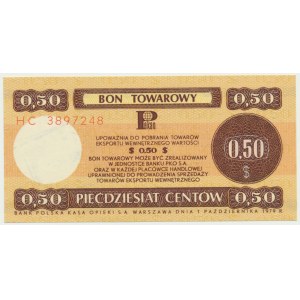 0,50 BON TOWAROWY 0,50
HC 3897248
PeKaO
UPOWAŻNIA DO POBRANIA TOWARÓW
EKSPORTU WEWNĘTRZNEGO WARTOŚCI
$ 0.50 $
BON TOWAROWY MOŻE BYĆ ZREALIZOWANY
W JEDNOSTCE BANKU PKO S.A.
ORAZ W KAŻDEJ PLACÓWCE HANDLOWEJ
UPRAWNIONEJ DO PROWADZENIA SPRZEDAŻY
TOWARÓW EKSPORTU WEWNĘTRZNEGO
0,50
$
0,50 PIĘĆDZIESIĄT CENTÓW 0,50
BANK POLSKA KASA OPIEKI S.A. WARSZAWA DNIA 1 PAŹDZIERNIKA 1979 R.